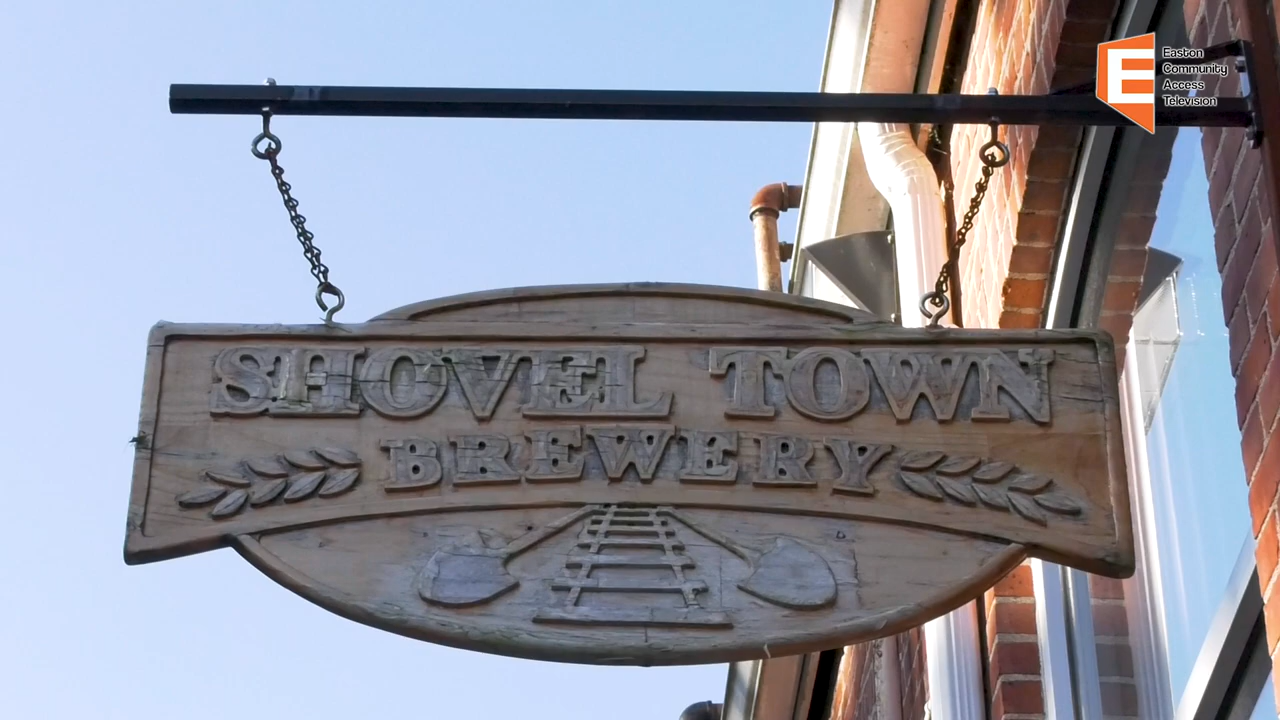 Easton
Community
Access
Television
SHOVEL TOWN
BREWERY